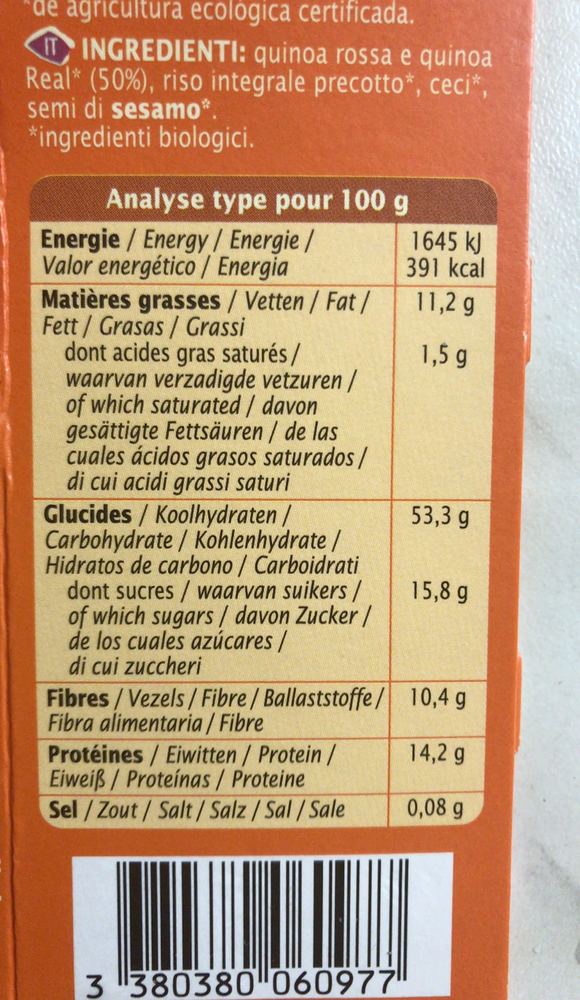 *de agricultura ecológica certificada.
IT INGREDIENTI: quinoa rossa e quinoa
Real* (50%), riso integrale precotto*, ceci*,
semi di sesamo*.
*ingredienti biologici.
Analyse type pour 100 g
Energie / Energy / Energie / 1645 kJ
Valor energético / Energia 391 kcal
Matières grasses / Vetten / Fat / 11,2 g
Fett / Grasas / Grassi
dont acides gras saturés / 1,5 g
waarvan verzadigde vetzuren /
of which saturated / davon
gesättigte Fettsäuren / de las
cuales ácidos grasos saturados /
di cui acidi grassi saturi
Glucides / Koolhydraten / 53,3 g
Carbohydrate / Kohlenhydrate /
Hidratos de carbono / Carboidrati
dont sucres / waarvan suikers / 15,8 g
of which sugars / davon Zucker /
de los cuales azúcares /
di cui zuccheri
Fibres / Vezels / Fibre / Ballaststoffe / 10,4 g
Fibra alimentaria / Fibre
Protéines / Eiwitten / Protein / 14,2 g
Eiweiß / Proteínas / Proteine
Sel / Zout / Salt / Salz / Sal / Sale 0,08 g
3 380380 060977